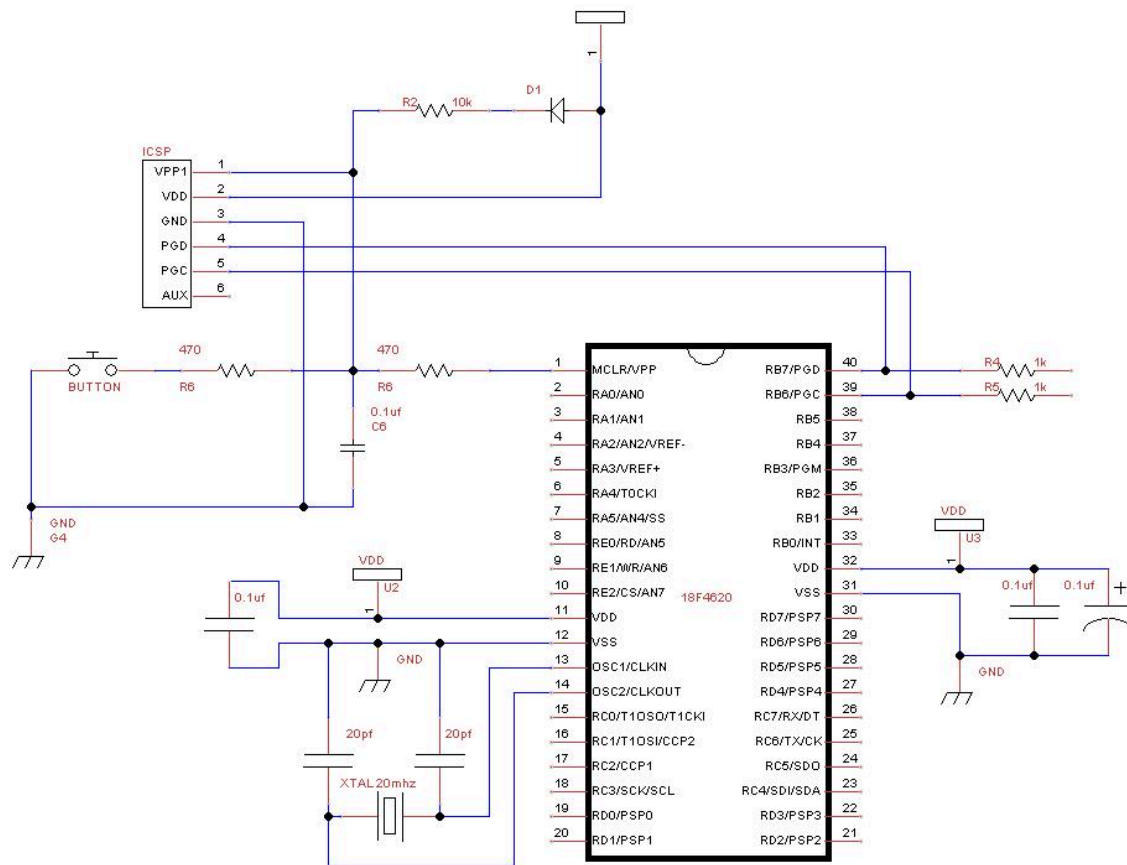 1
D1
R2 10k
ICSP
VPP1 1
VDD 2
GND 3
PGD 4
PGC 5
AUX 6
BUTTON
470
R6
470
R6
0.1uf
C6
GND
G4
18F4620
1 MCLR/VPP
2 RA0/AN0
3 RA1/AN1
4 RA2/AN2/VREF-
5 RA3/VREF+
6 RA4/T0CKI
7 RA5/AN4/SS
8 RE0/RD/AN5
9 RE1/WR/AN6
10 RE2/CS/AN7
11 VDD
12 VSS
13 OSC1/CLKIN
14 OSC2/CLKOUT
15 RC0/T1OSO/T1CKI
16 RC1/T1OSI/CCP2
17 RC2/CCP1
18 RC3/SCK/SCL
19 RD0/PSP0
20 RD1/PSP1
RB7/PGD 40
RB6/PGC 39
RB5 38
RB4 37
RB3/PGM 36
RB2 35
RB1 34
RB0/INT 33
VDD 32
VSS 31
RD7/PSP7 30
RD6/PSP6 29
RD5/PSP5 28
RD4/PSP4 27
RC7/RX/DT 26
RC6/TX/CK 25
RC5/SDO 24
RC4/SDI/SDA 23
RD3/PSP3 22
RD2/PSP2 21
R4 1k
R5 1k
VDD
U3
1
0.1uf
0.1uf
+
GND
VDD
U2
1
0.1uf
GND
20pf
20pf
XTAL20mhz